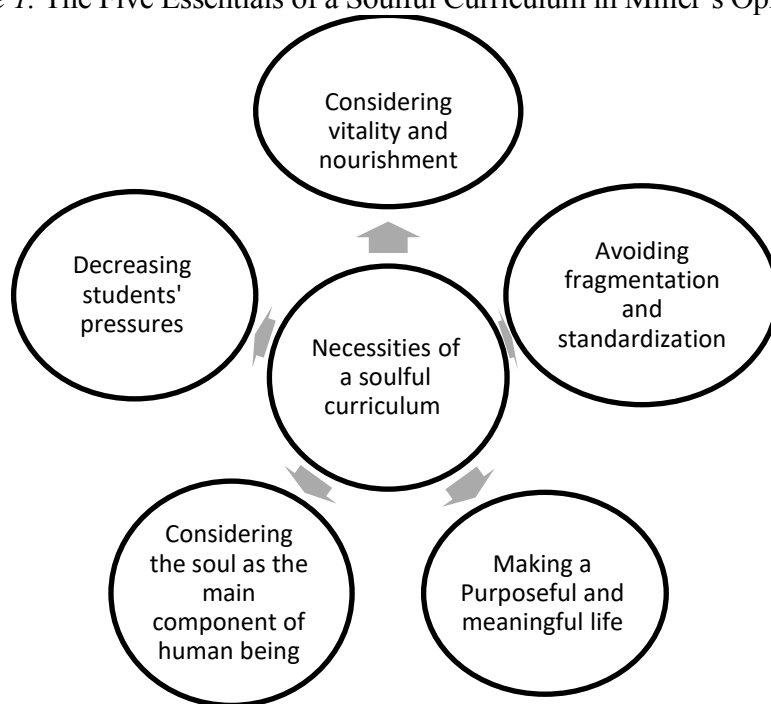 1. The Five Essentials of a Soulful Curriculum in Miller's
Considering
vitality and
nourishment
Decreasing
students'
pressures
Avoiding
fragmentation
and
standardization
Necessities of
a soulful
curriculum
Considering
the soul as the
main
component of
human being
Making a
Purposeful and
meaningful life